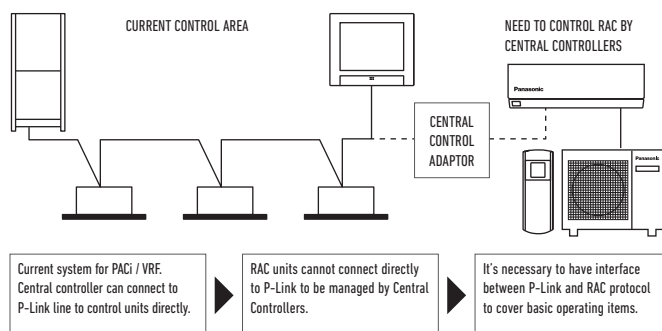 CURRENT CONTROL AREA
NEED TO CONTROL RAC BY
CENTRAL CONTROLLERS
Panasonic
CENTRAL
CONTROL
ADAPTOR
Panasonic
Current system for PACi / VRF.
Central controller can connect to
P-Link line to control units directly.
RAC units cannot connect directly
to P-Link to be managed by Central
Controllers.
It's necessary to have interface
between P-Link and RAC protocol
to cover basic operating items.